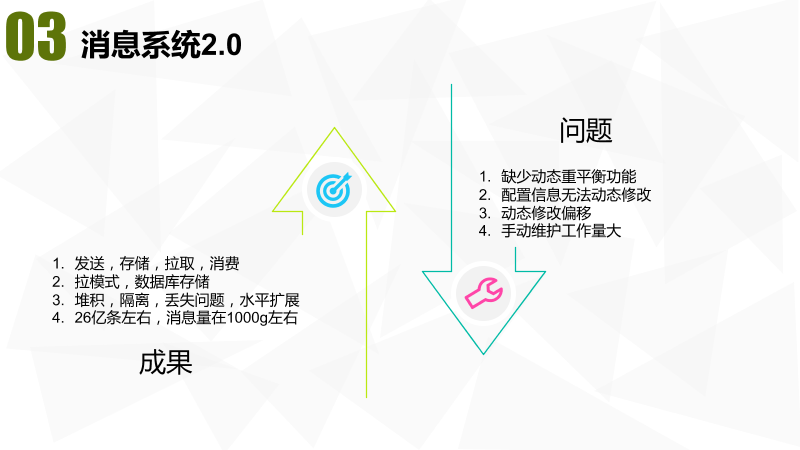 03 消息系统2.0
问题
1. 缺少动态重平衡功能
2. 配置信息无法动态修改
3. 动态修改偏移
4. 手动维护工作量大
1. 发送，存储，拉取，消费
2. 拉模式，数据库存储
3. 堆积，隔离，丢失问题，水平扩展
4. 26亿条左右，消息量在1000g左右
成果